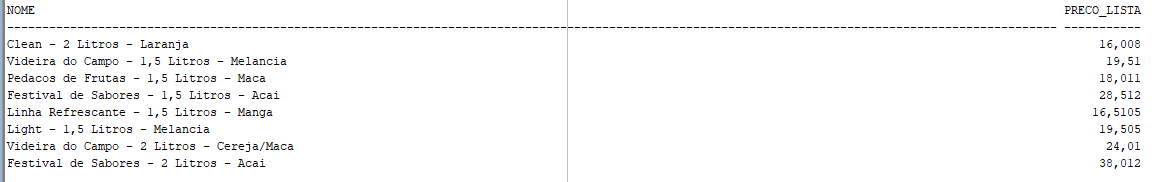 NOME PRECO_LISTA
Clean - 2 Litros - Laranja 16,008
Videira do Campo - 1,5 Litros - Melancia 19,51
Pedacos de Frutas - 1,5 Litros - Maca 18,011
Festival de Sabores - 1,5 Litros - Acai 28,512
Linha Refrescante - 1,5 Litros - Manga 16,5105
Light - 1,5 Litros - Melancia 19,505
Videira do Campo - 2 Litros - Cereja/Maca 24,01
Festival de Sabores - 2 Litros - Acai 38,012